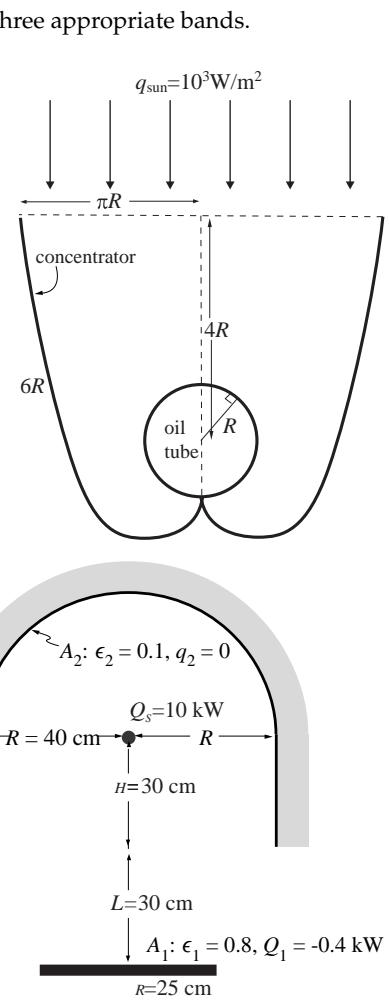 three appropriate bands.
q_sun=10³W/m²
πR
concentrator
4R
6R
oil
tube
R
A₂: ϵ₂ = 0.1, q₂ = 0
Qₛ=10 kW
R = 40 cm
R
H=30 cm
L=30 cm
A₁: ϵ₁ = 0.8, Q₁ = -0.4 kW
R=25 cm